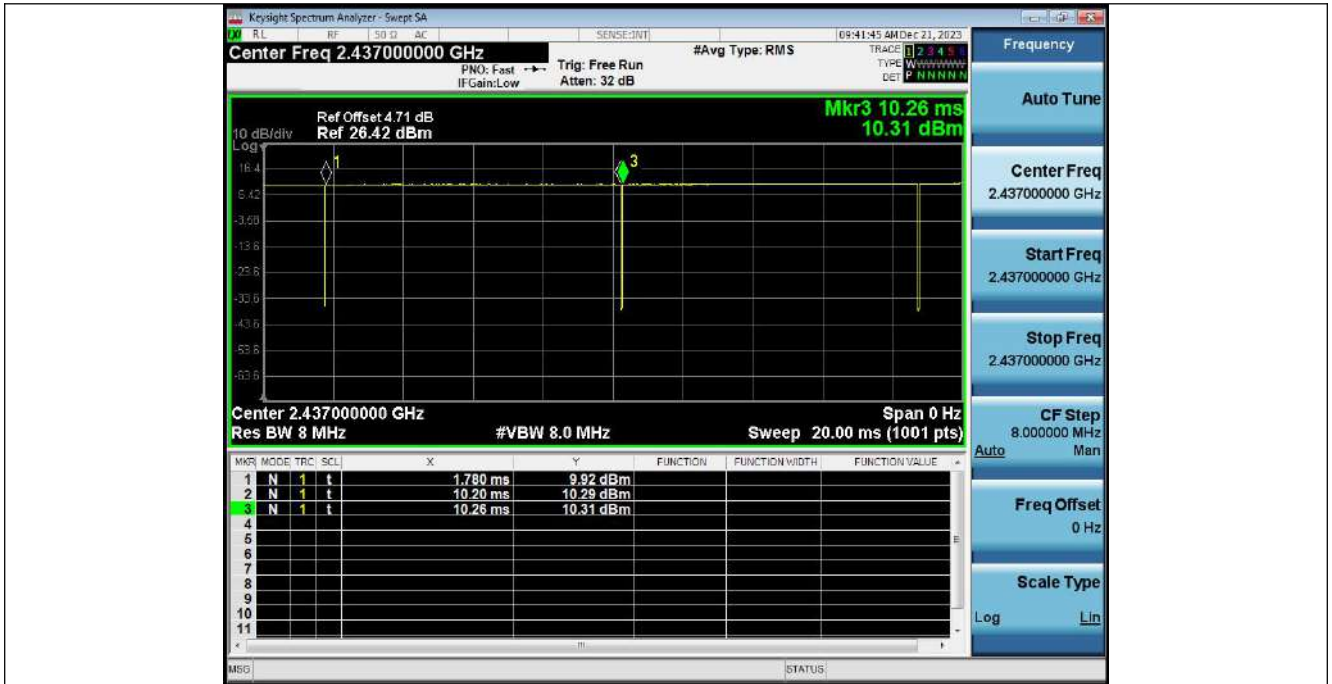 Keysight Spectrum Analyzer - Swept SA
RL RF 50 Ω AC SENSE:INT 09:41:45 AM Dec 21, 2023
Center Freq 2.437000000 GHz #Avg Type: RMS TRACE 1 2 3 4 5 6
PNO: Fast Trig: Free Run TYPE WWWWWW
IFGain:Low Atten: 32 dB DET P N N N N N
Frequency
Mkr3 10.26 ms
10.31 dBm
Ref Offset 4.71 dB
10 dB/div Ref 26.42 dBm
Log
16.4
6.42
-3.58
-13.6
-23.6
-33.6
-43.6
-53.6
-63.6
1
3
Center 2.437000000 GHz Span 0 Hz
Res BW 8 MHz #VBW 8.0 MHz Sweep 20.00 ms (1001 pts)
MKR MODE TRC SCL X Y FUNCTION FUNCTION WIDTH FUNCTION VALUE
1 N 1 t 1.780 ms 9.92 dBm
2 N 1 t 10.20 ms 10.29 dBm
3 N 1 t 10.26 ms 10.31 dBm
4
5
6
7
8
9
10
11
MSG STATUS
Auto Tune
Center Freq
2.437000000 GHz
Start Freq
2.437000000 GHz
Stop Freq
2.437000000 GHz
CF Step
8.000000 MHz
Auto Man
Freq Offset
0 Hz
Scale Type
Log Lin